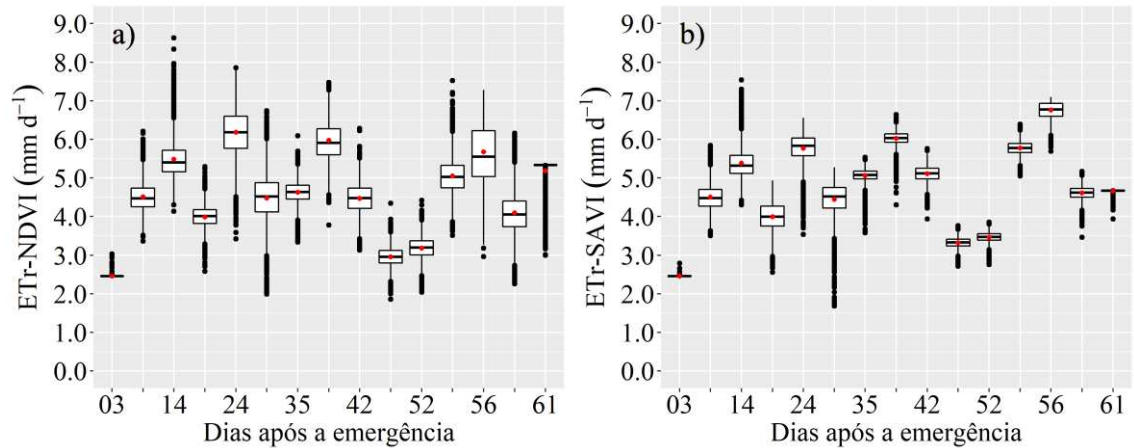 a)
ETr-NDVI (mm d⁻¹)
9.0
8.0
7.0
6.0
5.0
4.0
3.0
2.0
1.0
0.0
03 14 24 35 42 52 56 61
Dias após a emergência
b)
ETr-SAVI (mm d⁻¹)
9.0
8.0
7.0
6.0
5.0
4.0
3.0
2.0
1.0
0.0
03 14 24 35 42 52 56 61
Dias após a emergência